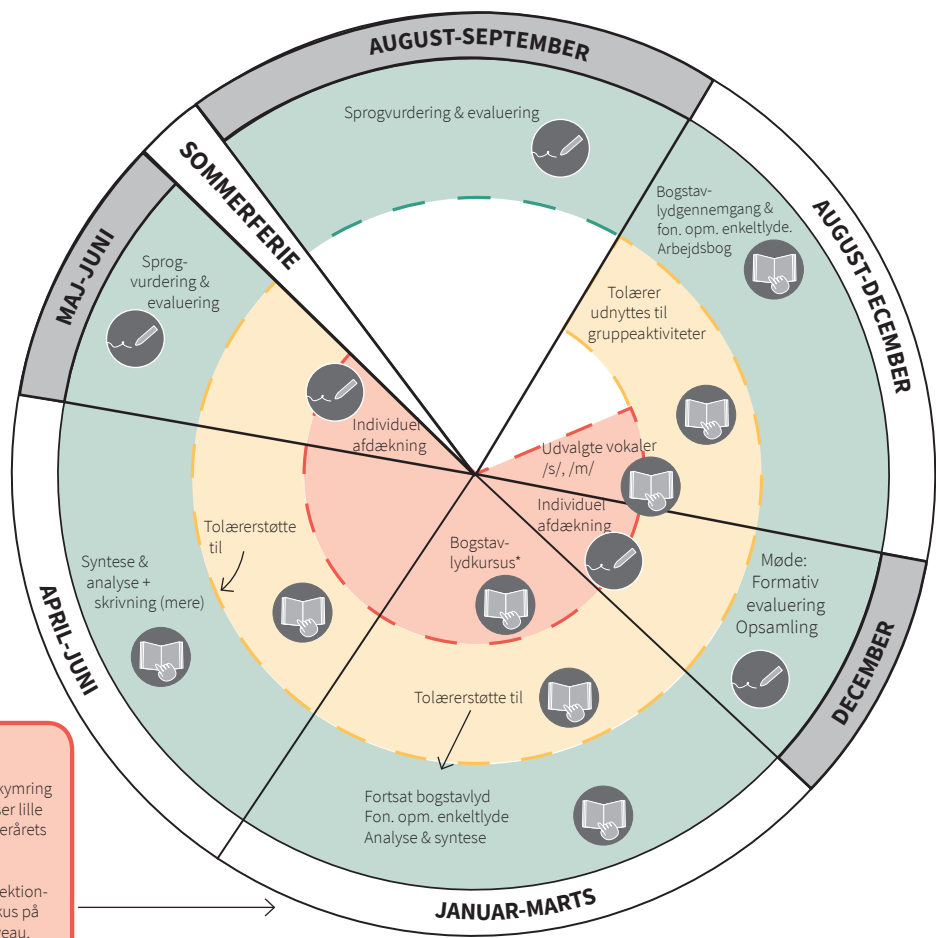 AUGUST-SEPTEMBER
Sprogvurdering & evaluering
SOMMERFERIE
AUGUST-DECEMBER
Bogstav-
lydgennemgang &
fon. opm. enkeltlyde.
Arbejdsbog
Tolærer
udnyttes til
gruppeaktiviteter
Udvalgte vokaler
/s/, /m/
MAJ-JUNI
Sprog-
vurdering &
evaluering
Individuel
afdækning
Individuel
afdækning
DECEMBER
Møde:
Formativ
evaluering
Opsamling
Bogstav-
lydkursus*
Tolærerstøtte
til
APRIL-JUNI
Syntese &
analyse +
skrivning (mere)
Tolærerstøtte til
Fortsat bogstavlyd
Fon. opm. enkeltlyde
Analyse & syntese
JANUAR-MARTS
lille